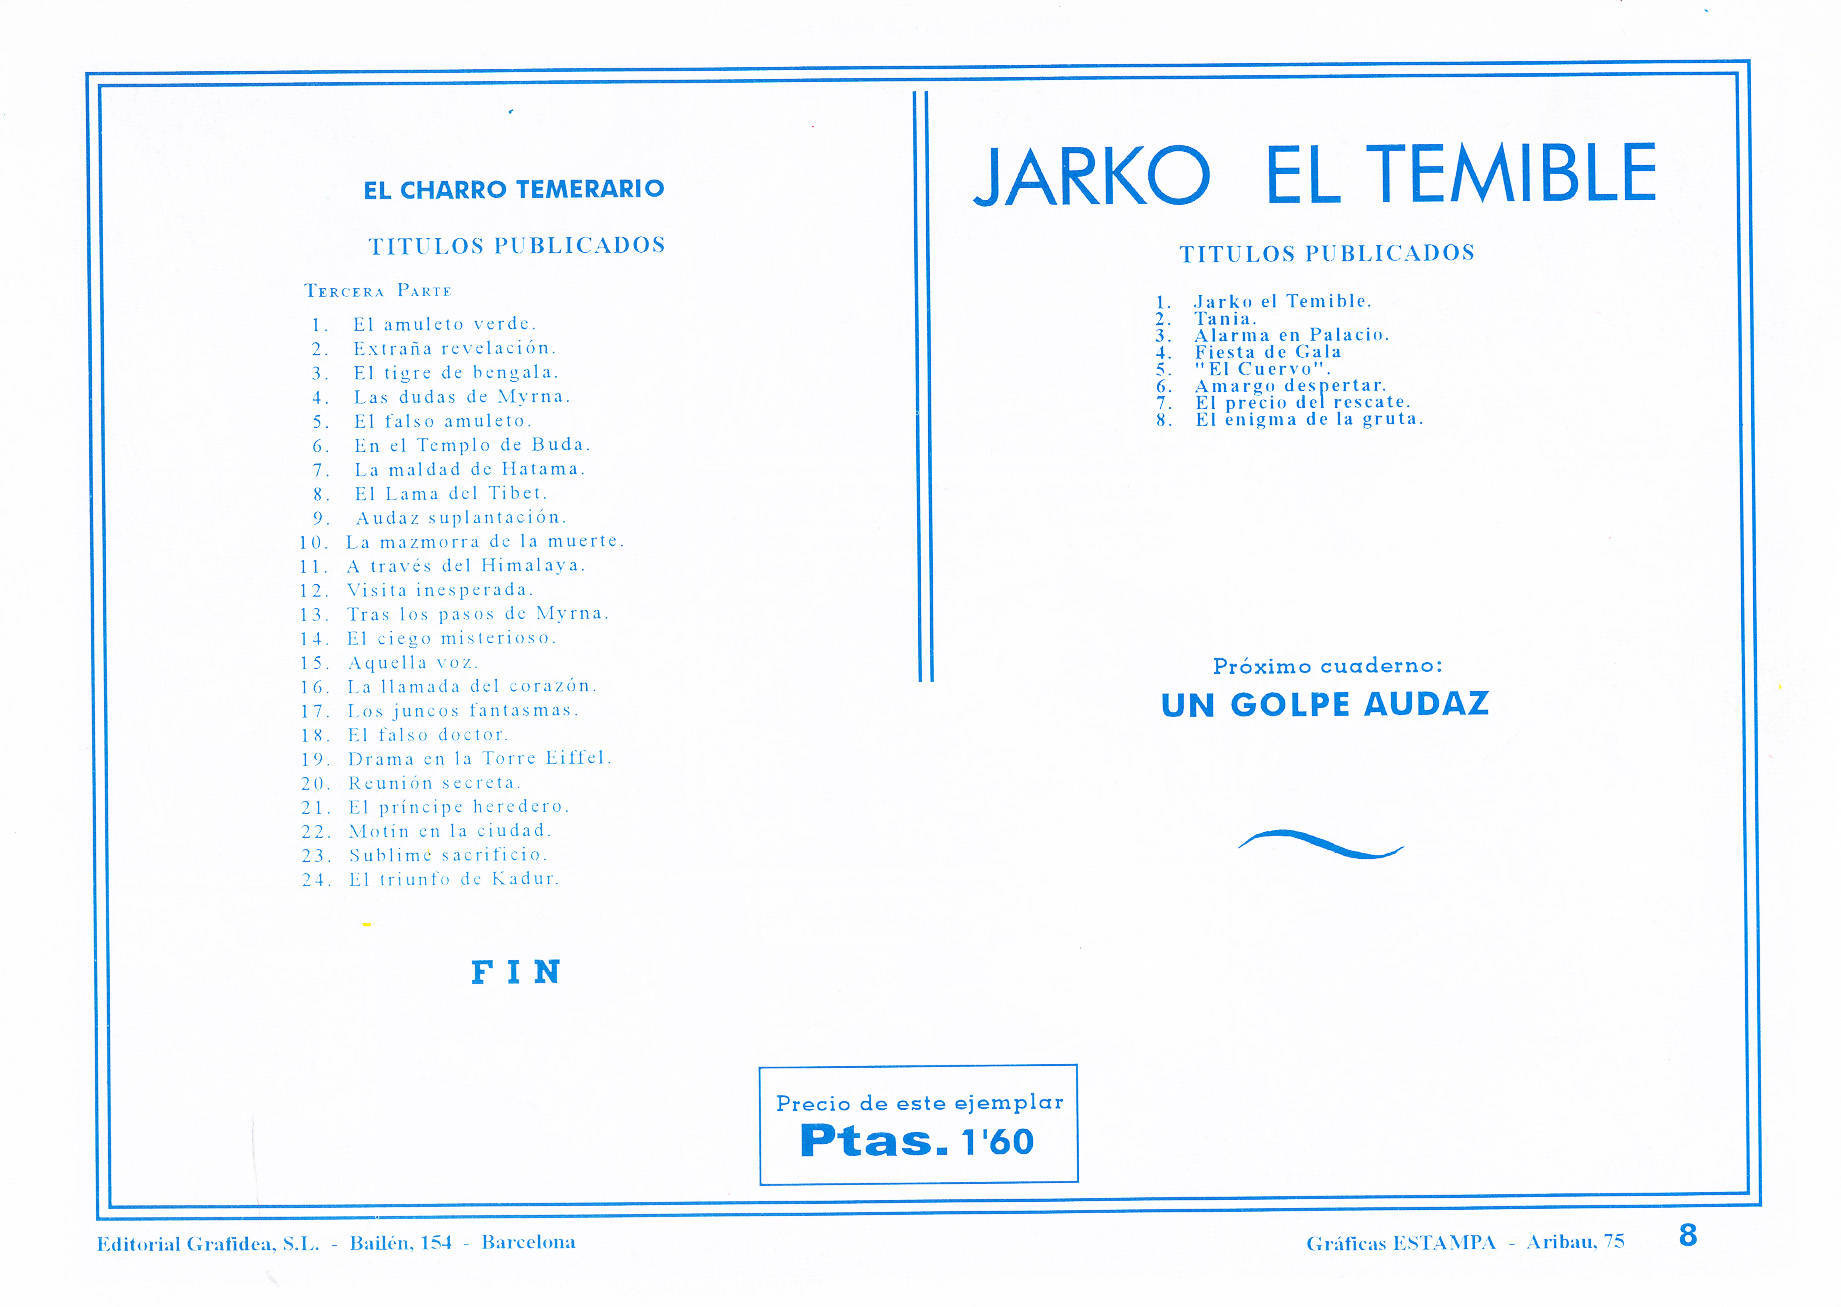 EL CHARRO TEMERARIO
TITULOS PUBLICADOS
TERCERA PARTE
1. El amuleto verde.
2. Extraña revelación.
3. El tigre de bengala.
4. Las dudas de Myrna.
5. El falso amuleto.
6. En el Templo de Buda.
7. La maldad de Hatama.
8. El Lama del Tibet.
9. Audaz suplantación.
10. La mazmorra de la muerte.
11. A través del Himalaya.
12. Visita inesperada.
13. Tras los pasos de Myrna.
14. El ciego misterioso.
15. Aquella voz.
16. La llamada del corazón.
17. Los juncos fantasmas.
18. El falso doctor.
19. Drama en la Torre Eiffel.
20. Reunión secreta.
21. El príncipe heredero.
22. Motín en la ciudad.
23. Sublime sacrificio.
24. El triunfo de Kadur.
FIN
JARKO EL TEMIBLE
TITULOS PUBLICADOS
1. Jarko el Temible.
2. Tania.
3. Alarma en Palacio.
4. Fiesta de Gala
5. "El Cuervo".
6. Amargo despertar.
7. El precio del rescate.
8. El enigma de la gruta.
Próximo cuaderno:
UN GOLPE AUDAZ
Precio de este ejemplar
Ptas. 1'60
Editorial Grafidea, S.L. - Bailén, 154 - Barcelona
Gráficas ESTAMPA - Aribau, 75
8